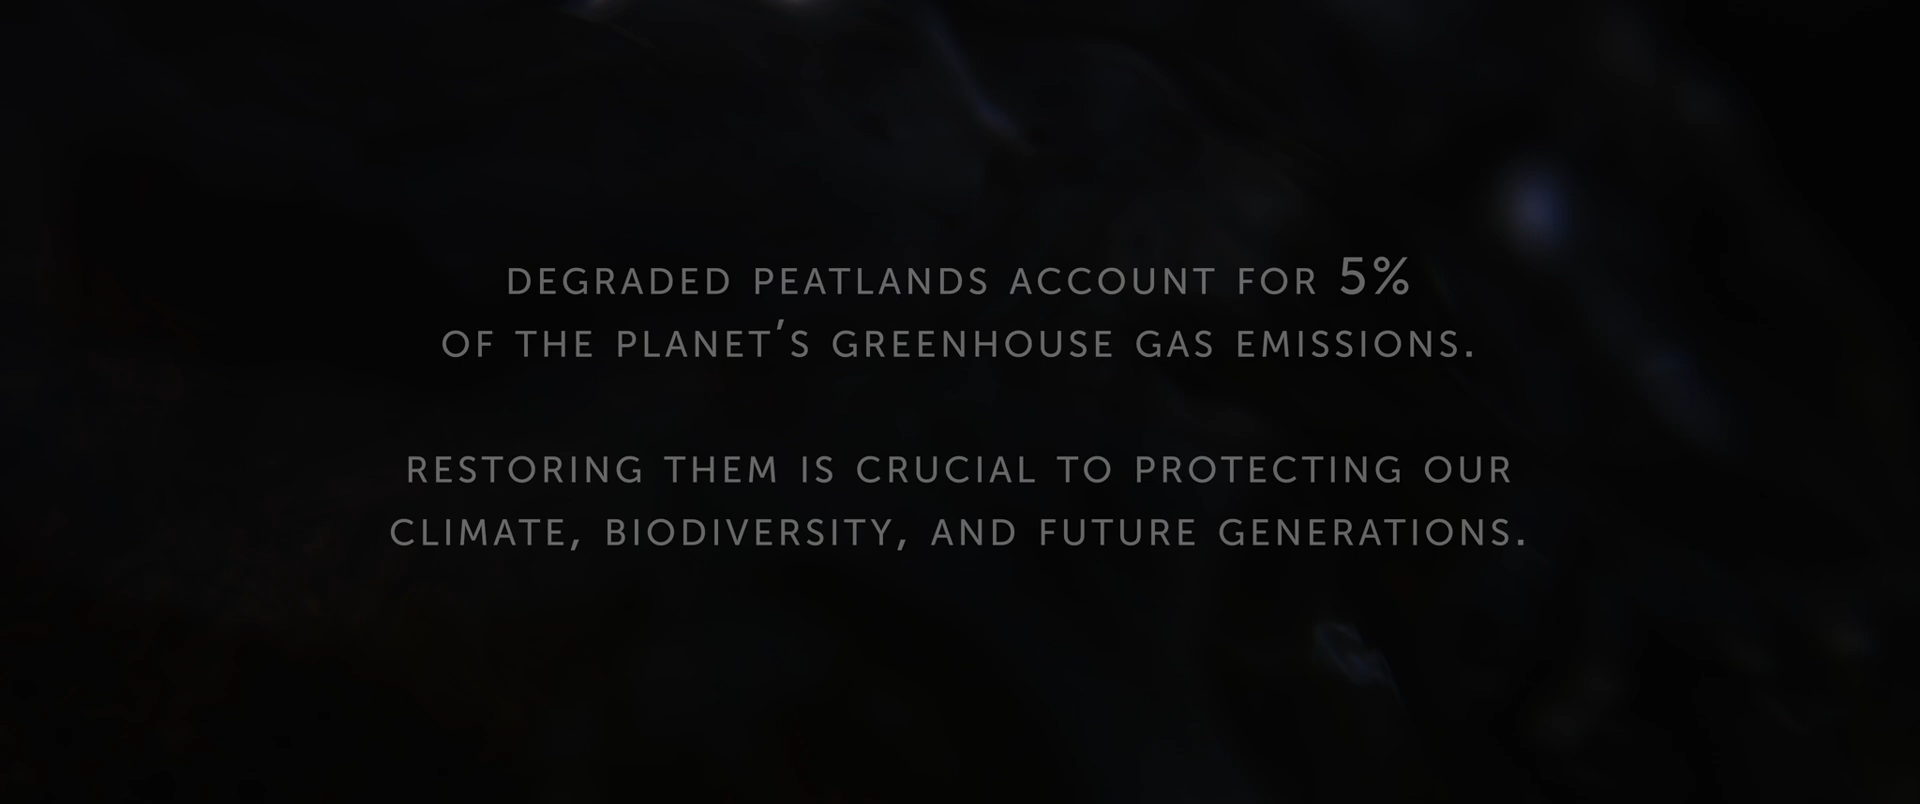 DEGRADED PEATLANDS ACCOUNT FOR 5%
OF THE PLANET'S GREENHOUSE GAS EMISSIONS.
RESTORING THEM IS CRUCIAL TO PROTECTING OUR
CLIMATE, BIODIVERSITY, AND FUTURE GENERATIONS.